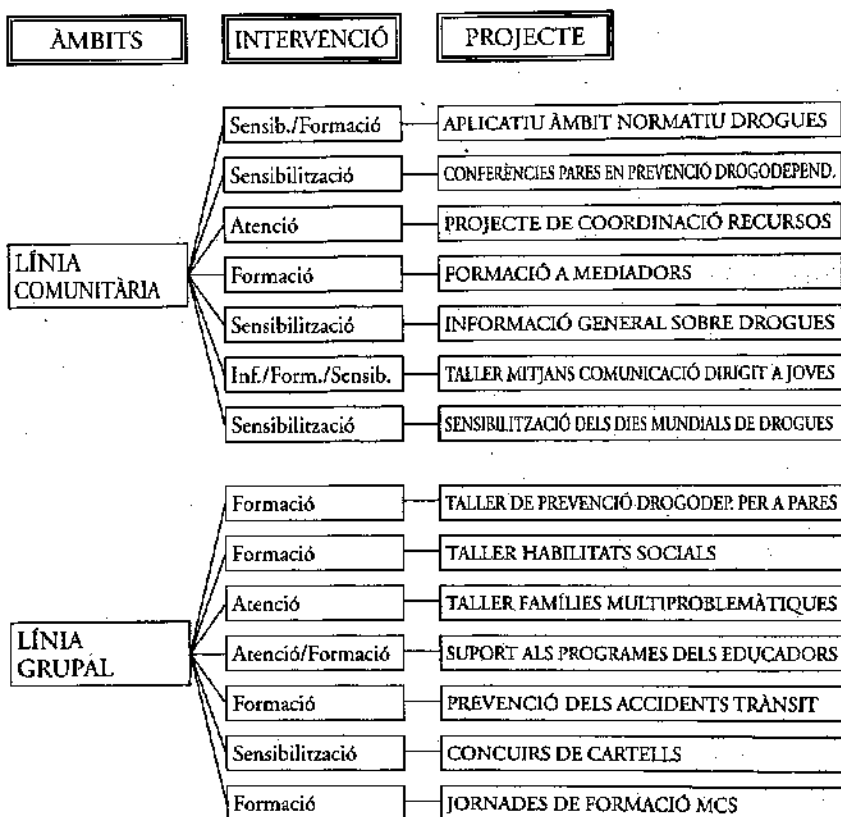 ÀMBITS INTERVENCIÓ PROJECTE
Sensib./Formació APLICATIU ÀMBIT NORMATIU DROGUES
Sensibilització CONFERÈNCIES PARES EN PREVENCIÓ DROGODEPEND.
Atenció PROJECTE DE COORDINACIÓ RECURSOS
LÍNIA
COMUNITÀRIA
Formació FORMACIÓ A MEDIADORS
Sensibilització INFORMACIÓ GENERAL SOBRE DROGUES
Inf./Form./Sensib. TALLER MITJANS COMUNICACIÓ DIRIGIT A JOVES
Sensibilització SENSIBILITZACIÓ DELS DIES MUNDIALS DE DROGUES
Formació TALLER DE PREVENCIÓ DROGODEP. PER A PARES
Formació TALLER HABILITATS SOCIALS
Atenció TALLER FAMÍLIES MULTIPROBLEMÀTIQUES
LÍNIA
GRUPAL
Atenció/Formació SUPORT ALS PROGRAMES DELS EDUCADORS
Formació PREVENCIÓ DELS ACCIDENTS TRÀNSIT
Sensibilització CONCUIRS DE CARTELLS
Formació JORNADES DE FORMACIÓ MCS